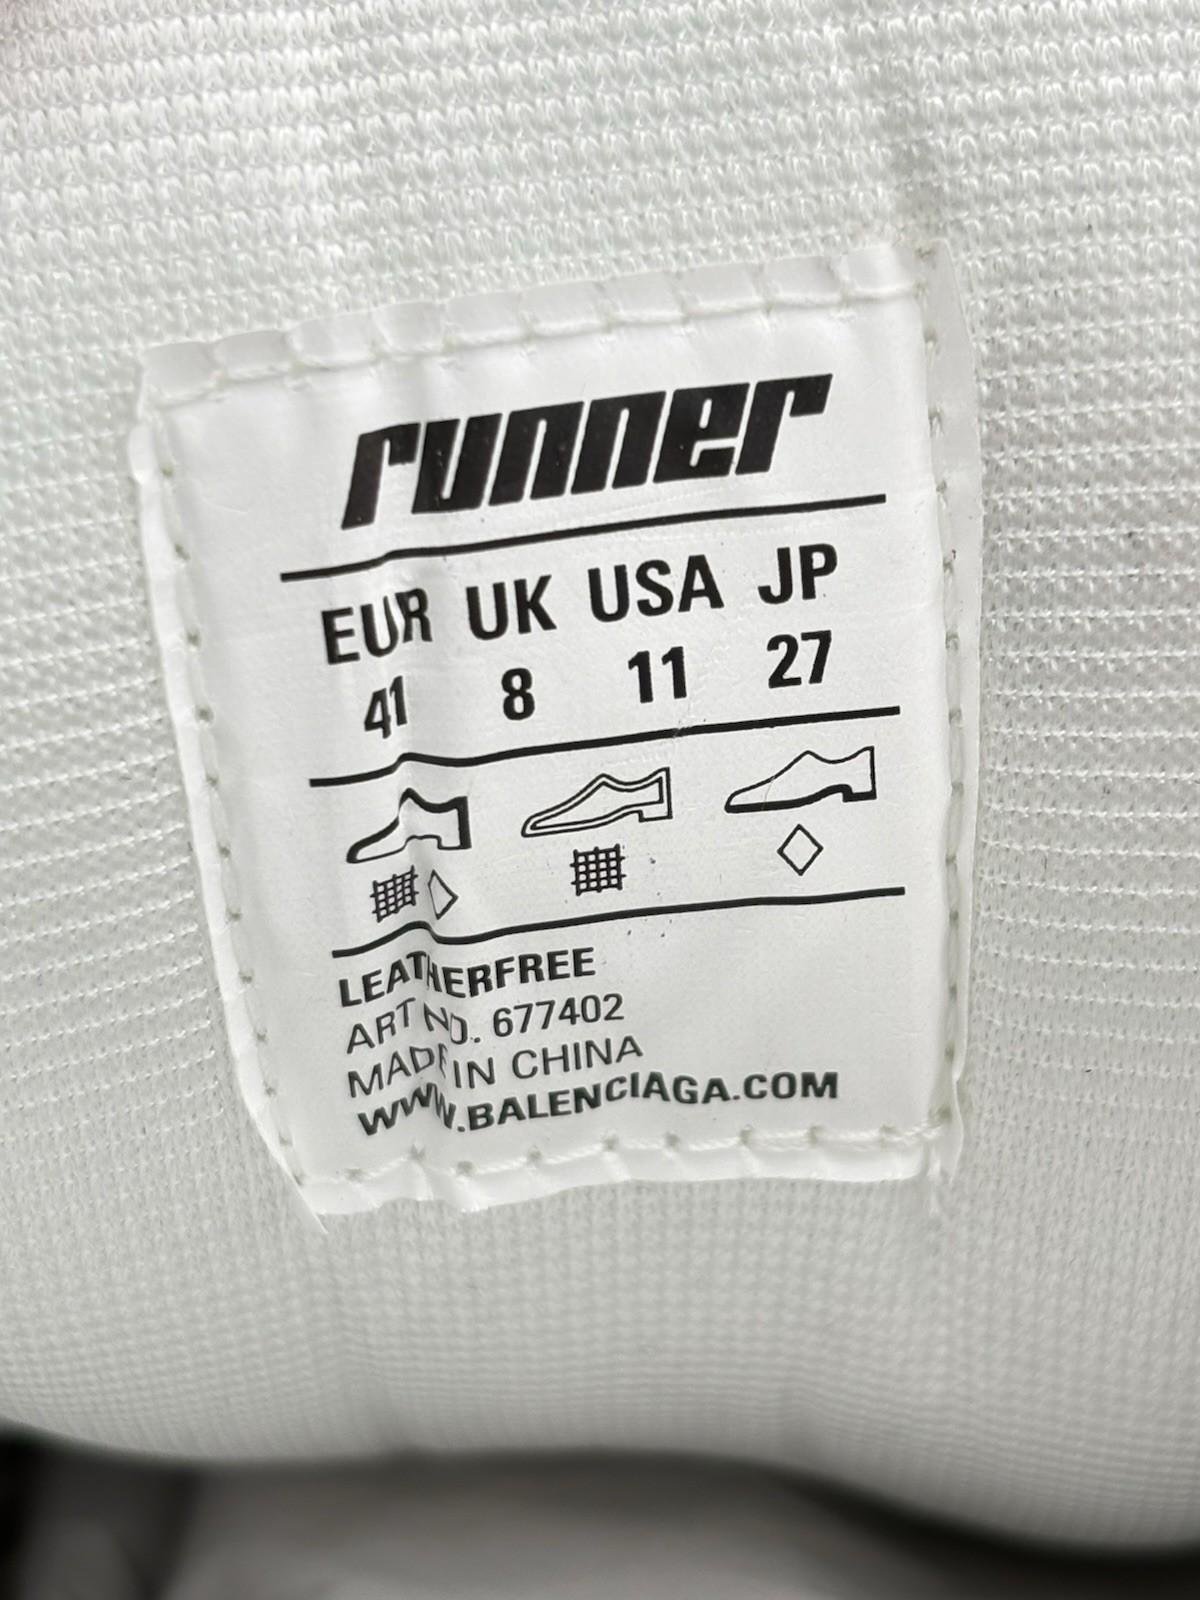 runner
EUR UK USA JP
41 8 11 27
LEATHERFREE
ART NO. 677402
MADE IN CHINA
WWW.BALENCIAGA.COM